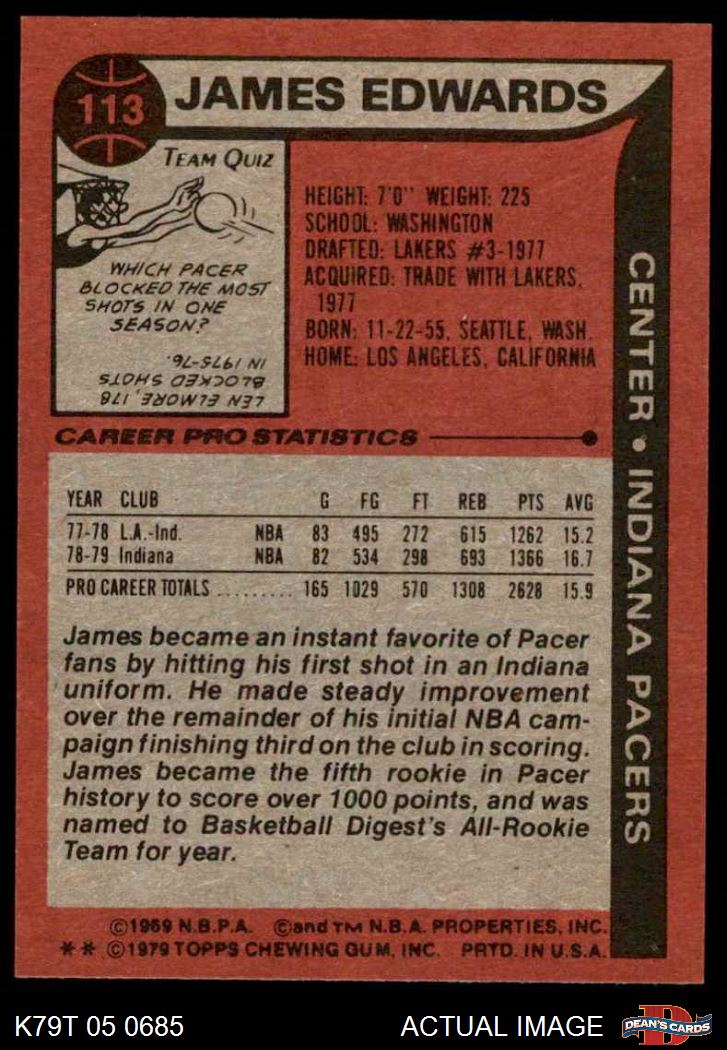 113
JAMES EDWARDS
TEAM QUIZ
WHICH PACER
BLOCKED THE MOST
SHOTS IN ONE
SEASON?
LEN ELMORE, 178
BLOCKED SHOTS
IN 1975-76.
HEIGHT: 7'0" WEIGHT: 225
SCHOOL: WASHINGTON
DRAFTED: LAKERS #3-1977
ACQUIRED: TRADE WITH LAKERS,
1977
BORN: 11-22-55, SEATTLE, WASH.
HOME: LOS ANGELES, CALIFORNIA
CENTER • INDIANA PACERS
CAREER PRO STATISTICS
YEAR CLUB G FG FT REB PTS AVG
77-78 L.A.-Ind. NBA 83 495 272 615 1262 15.2
78-79 Indiana NBA 82 534 298 693 1366 16.7
PRO CAREER TOTALS ......... 165 1029 570 1308 2628 15.9
James became an instant favorite of Pacer
fans by hitting his first shot in an Indiana
uniform. He made steady improvement
over the remainder of his initial NBA cam-
paign finishing third on the club in scoring.
James became the fifth rookie in Pacer
history to score over 1000 points, and was
named to Basketball Digest's All-Rookie
Team for year.
©1969 N.B.P.A. ©and TM N.B.A. PROPERTIES, INC.
** ©1979 TOPPS CHEWING GUM, INC. PRTD. IN U.S.A.
K79T 05 0685
ACTUAL IMAGE
D
DEAN'S CARDS